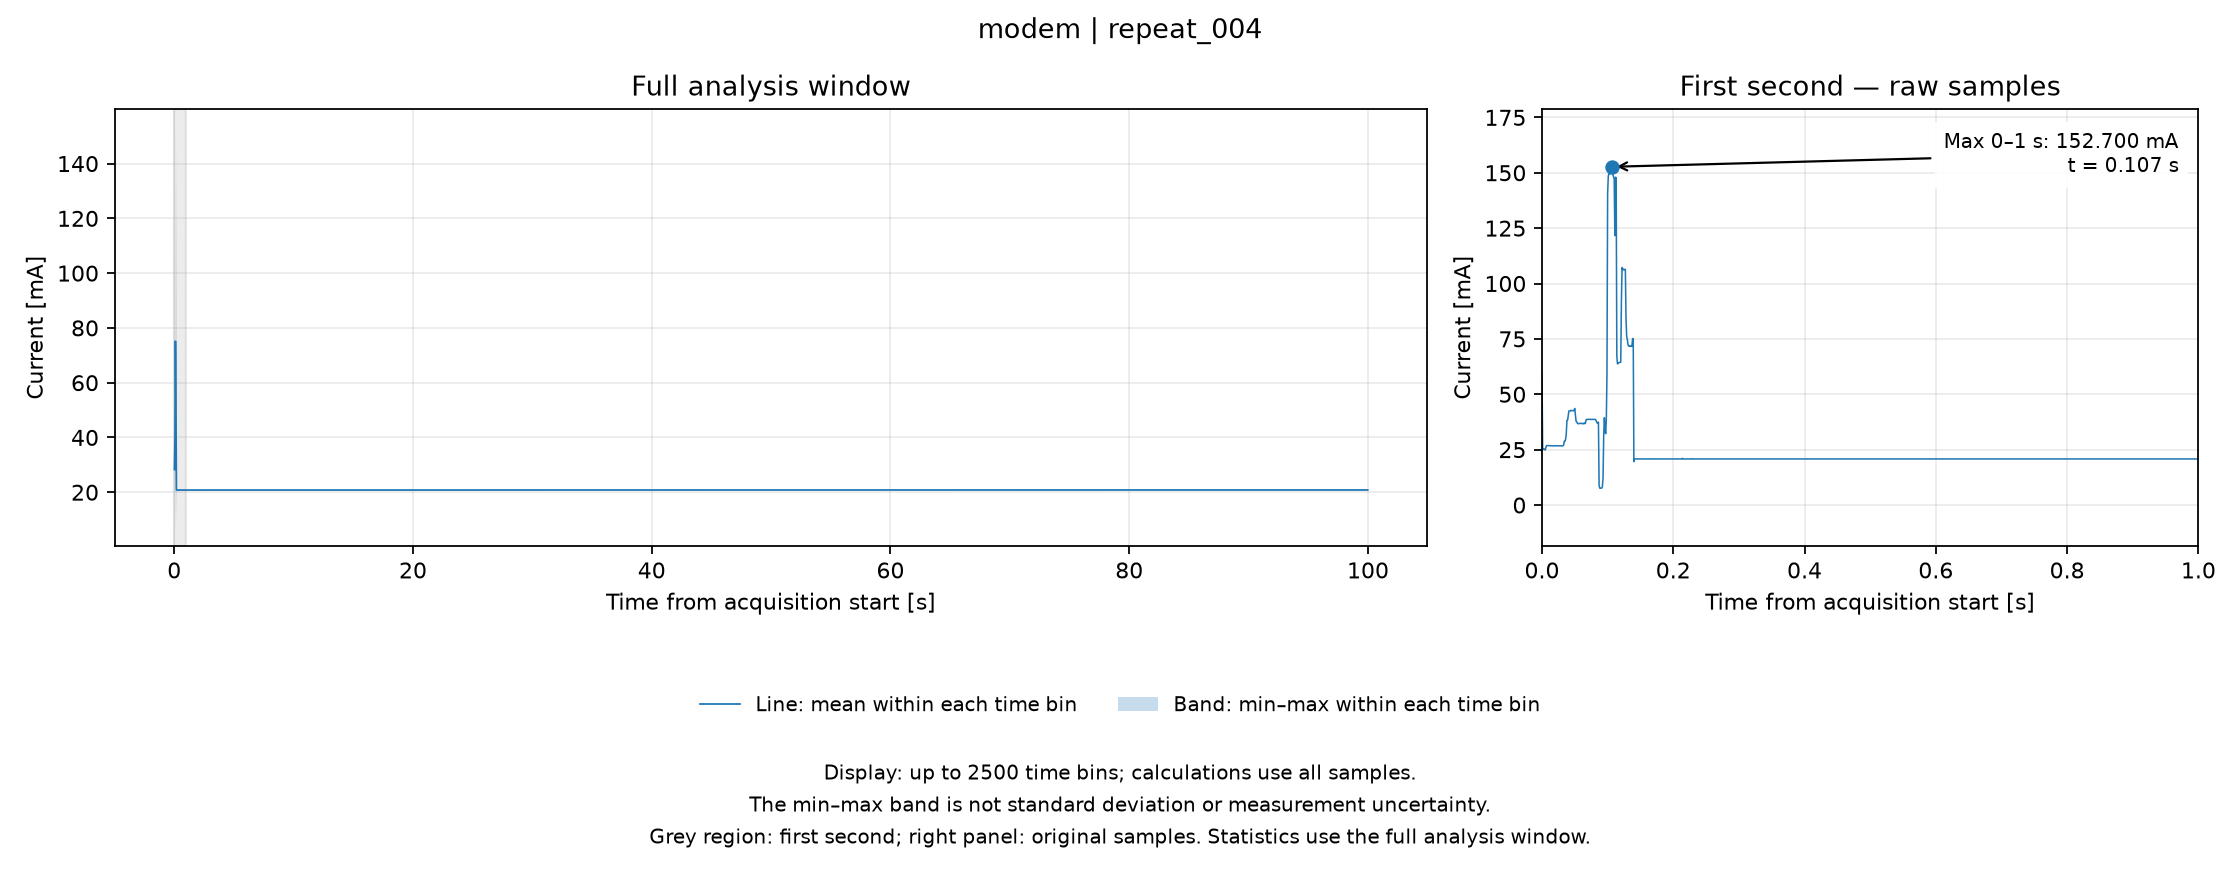 modem | repeat_004
Full analysis window
140
120
100
80
60
40
20
Current [mA]
0
20
40
60
80
100
Time from acquisition start [s]
First second — raw samples
175
150
125
100
75
50
25
0
Current [mA]
Max 0–1 s: 152.700 mA
t = 0.107 s
0.0
0.2
0.4
0.6
0.8
1.0
Time from acquisition start [s]
Line: mean within each time bin
Band: min–max within each time bin
Display: up to 2500 time bins; calculations use all samples.
The min–max band is not standard deviation or measurement uncertainty.
Grey region: first second; right panel: original samples. Statistics use the full analysis window.